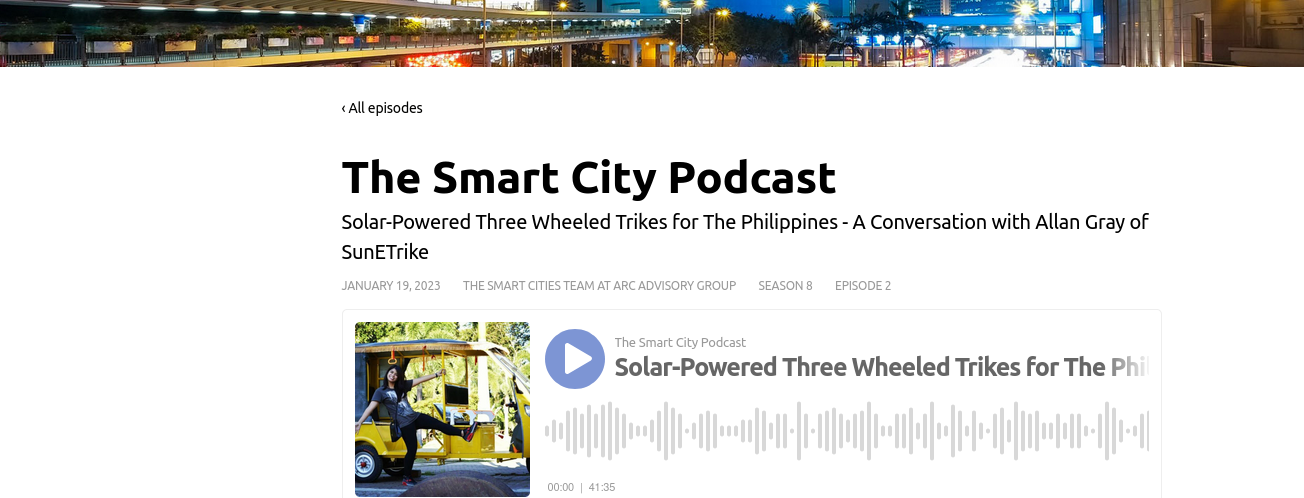 ‹ All episodes
The Smart City Podcast
Solar-Powered Three Wheeled Trikes for The Philippines - A Conversation with Allan Gray of
SunETrike
JANUARY 19, 2023 THE SMART CITIES TEAM AT ARC ADVISORY GROUP SEASON 8 EPISODE 2
The Smart City Podcast
Solar-Powered Three Wheeled Trikes for The Phil
00:00 | 41:35